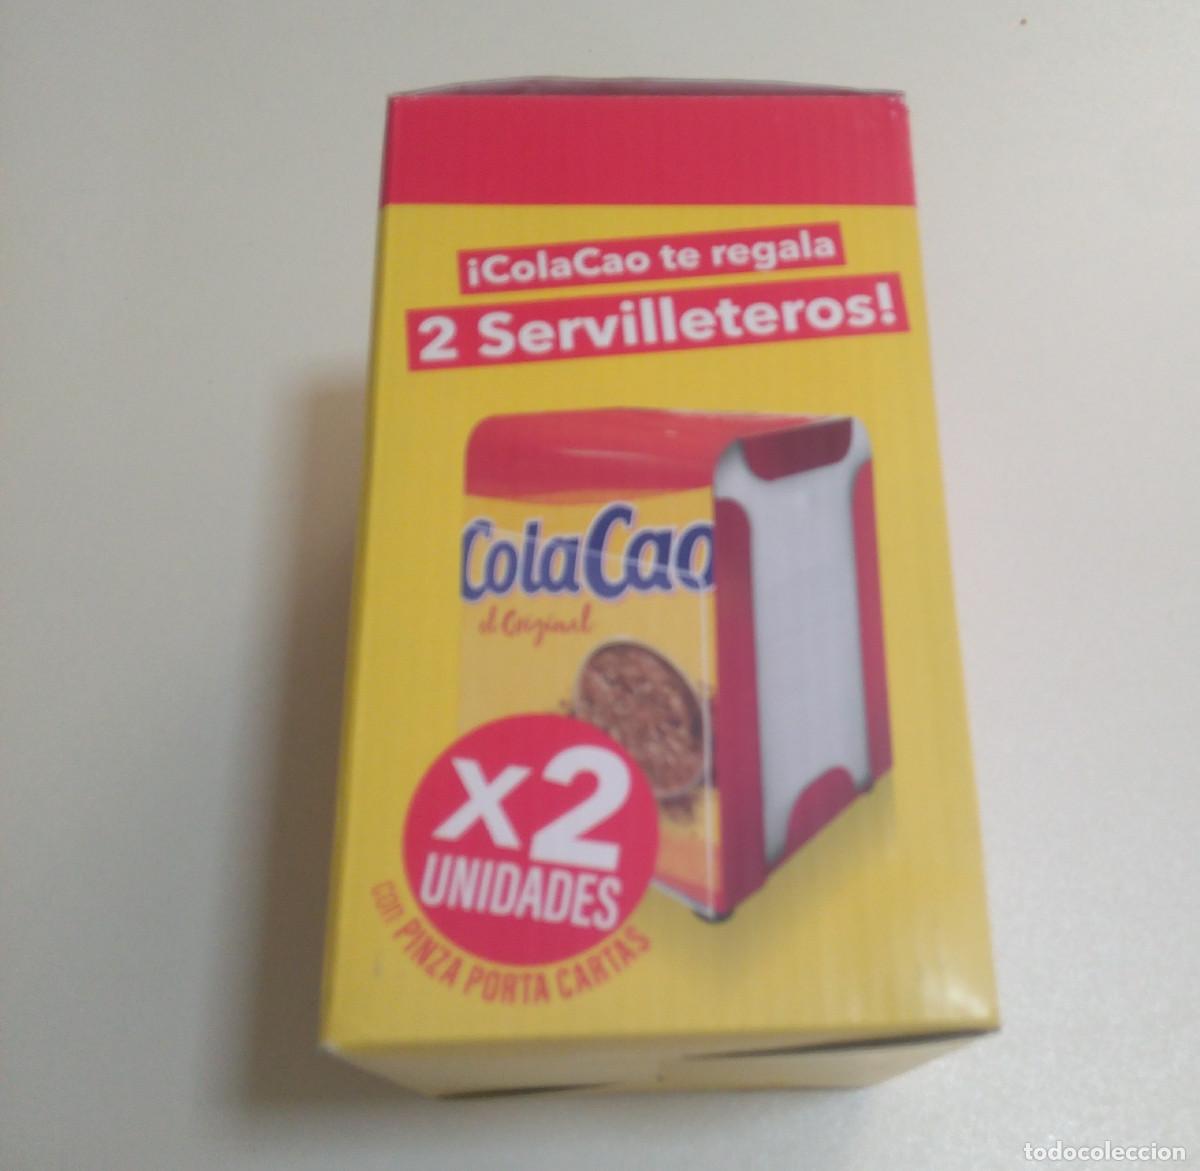 ¡ColaCao te regala
2 Servilleteros!
ColaCao
el Original
x2
UNIDADES
con PINZA PORTA CARTAS
todocoleccion